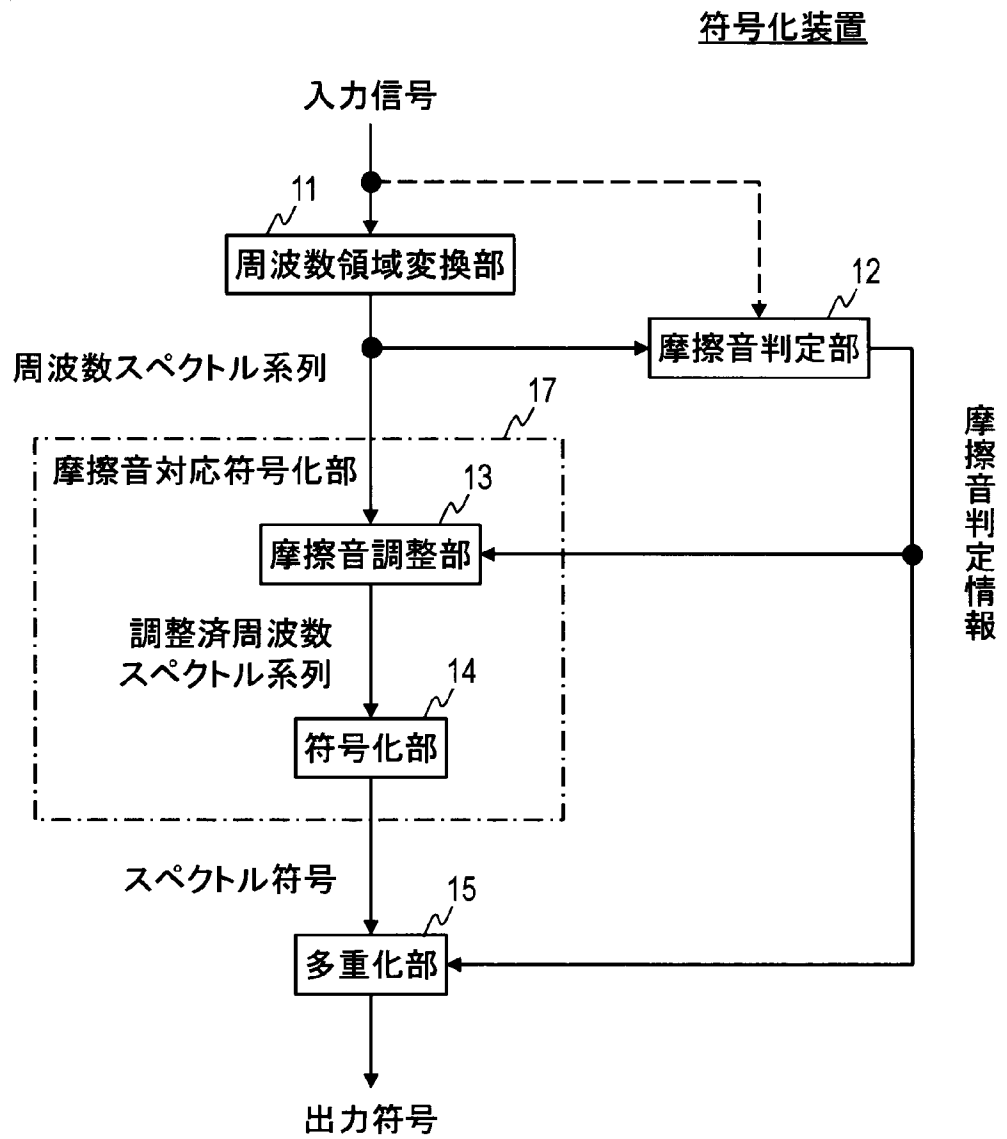 符号化装置
入力信号
11
周波数領域変換部
12
摩擦音判定部
周波数スペクトル系列
17
摩擦音対応符号化部
13
摩擦音調整部
摩擦音判定情報
調整済周波数
スペクトル系列
14
符号化部
スペクトル符号
15
多重化部
出力符号